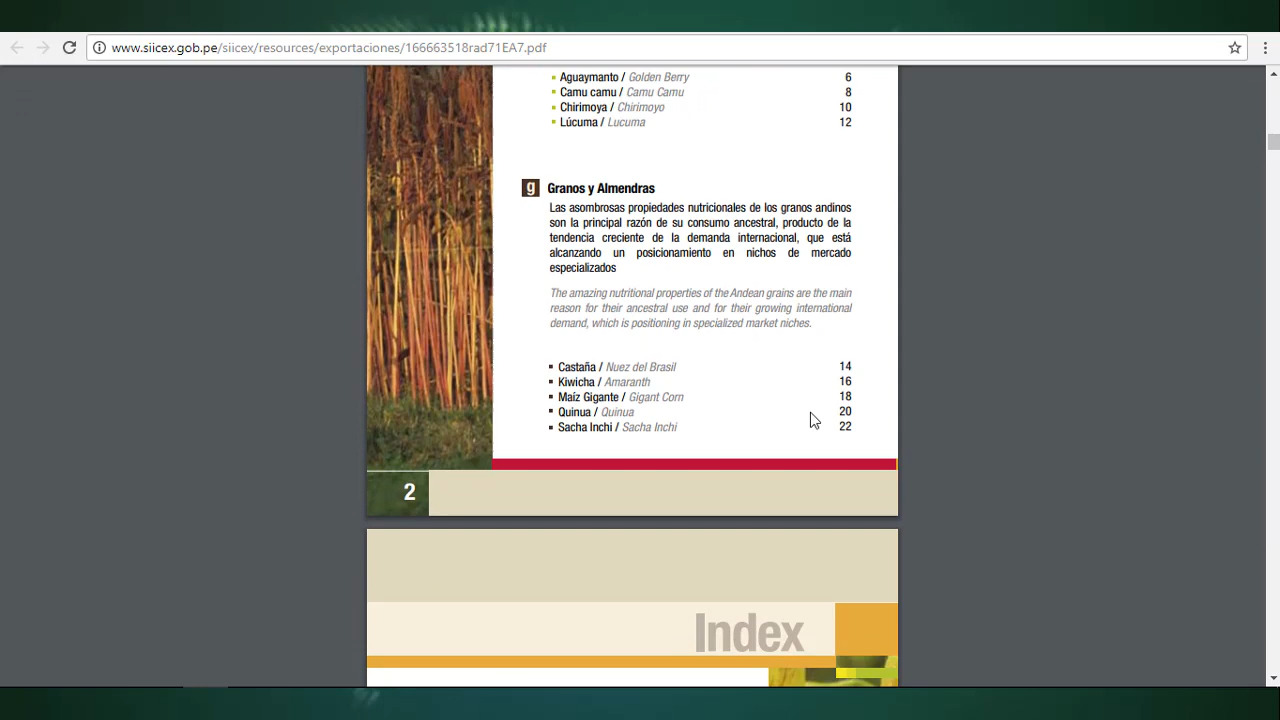 www.siicex.gob.pe/siicex/resources/exportaciones/166663518rad71EA7.pdf
Aguaymanto / Golden Berry 6
Camu camu / Camu Camu 8
Chirimoya / Chirimoyo 10
Lúcuma / Lucuma 12
g Granos y Almendras
Las asombrosas propiedades nutricionales de los granos andinos
son la principal razón de su consumo ancestral, producto de la
tendencia creciente de la demanda internacional, que está
alcanzando un posicionamiento en nichos de mercado
especializados
The amazing nutritional properties of the Andean grains are the main
reason for their ancestral use and for their growing international
demand, which is positioning in specialized market niches.
Castaña / Nuez del Brasil 14
Kiwicha / Amaranth 16
Maíz Gigante / Gigant Corn 18
Quinua / Quinua 20
Sacha Inchi / Sacha Inchi 22
2
Index